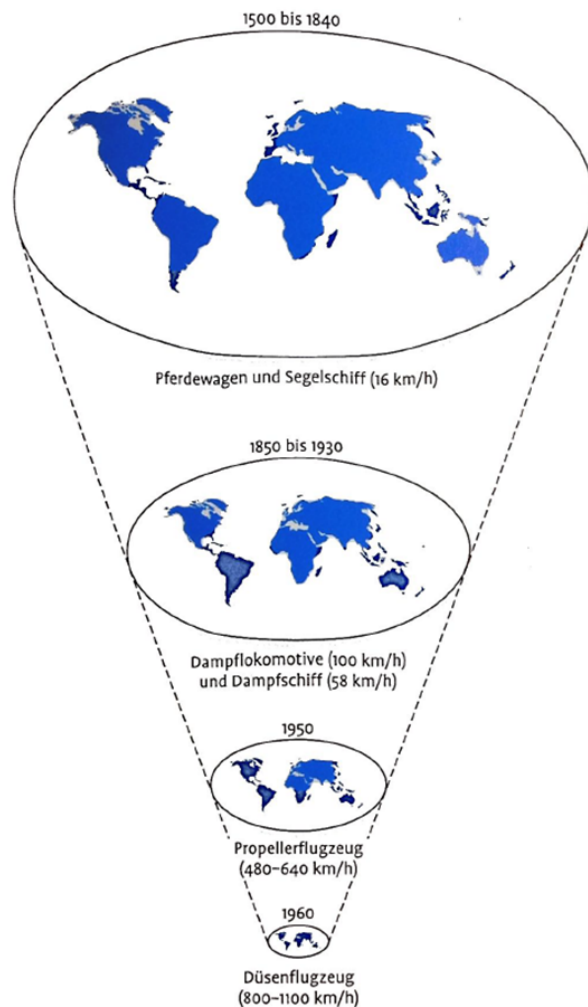 1500 bis 1840
Pferdewagen und Segelschiff (16 km/h)
1850 bis 1930
Dampflokomotive (100 km/h)
und Dampfschiff (58 km/h)
1950
Propellerflugzeug
(480–640 km/h)
1960
Düsenflugzeug
(800–1100 km/h)